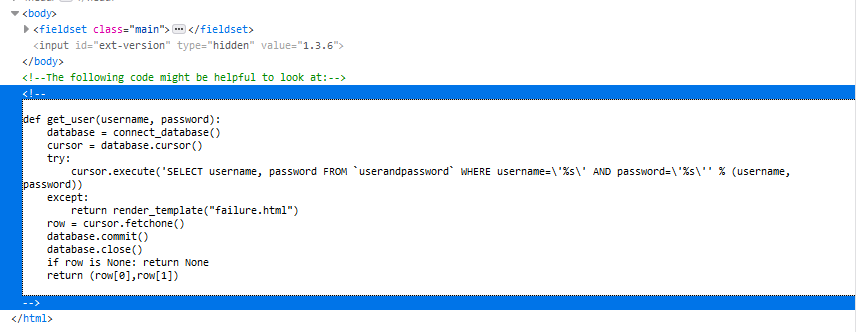 <body>
<fieldset class="main">…</fieldset>
<input id="ext-version" type="hidden" value="1.3.6">
</body>
<!--The following code might be helpful to look at:-->
<!--
def get_user(username, password):
    database = connect_database()
    cursor = database.cursor()
    try:
        cursor.execute('SELECT username, password FROM `userandpassword` WHERE username=\'%s\' AND password=\'%s\'' % (username,
password))
    except:
        return render_template("failure.html")
    row = cursor.fetchone()
    database.commit()
    database.close()
    if row is None: return None
    return (row[0],row[1])
-->
</html>